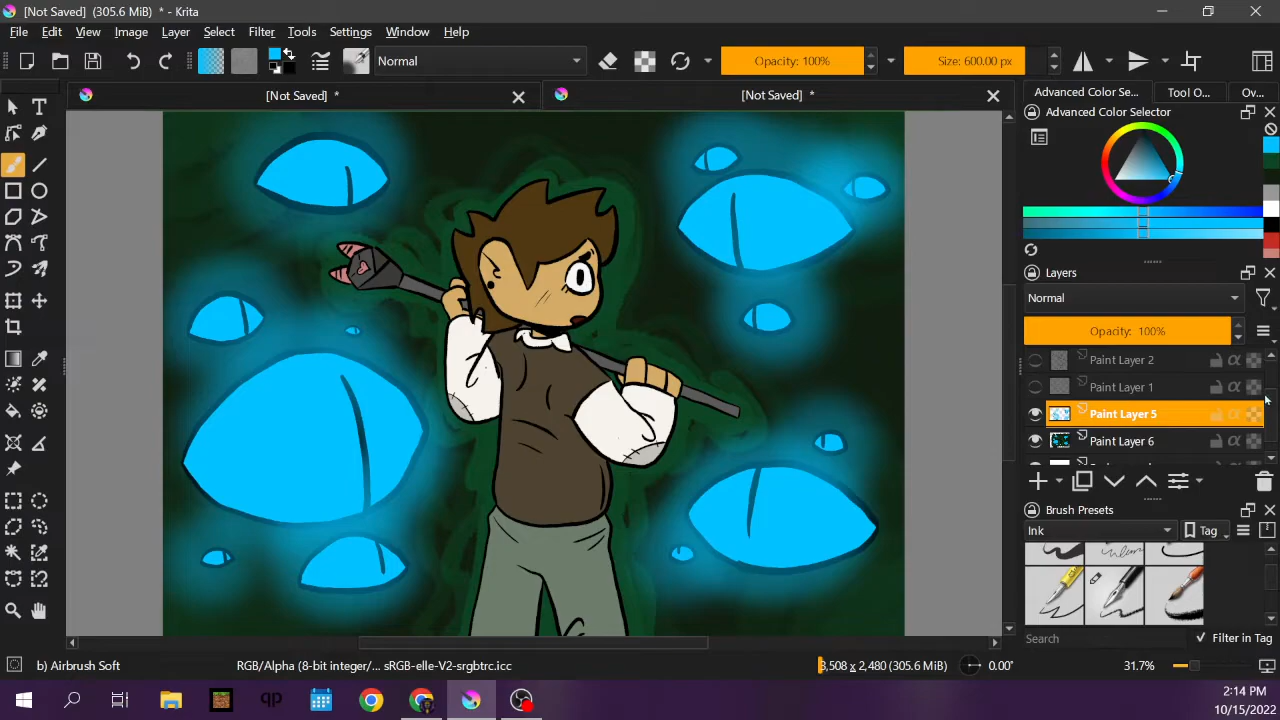 [Not Saved] (305.6 MiB) * - Krita
File Edit View Image Layer Select Filter Tools Settings Window Help
Normal
Opacity: 100%
Size: 600.00 px
[Not Saved] *
[Not Saved] *
Advanced Color Se...
Tool O...
Ov...
Advanced Color Selector
Layers
Normal
Opacity: 100%
Paint Layer 2
Paint Layer 1
Paint Layer 5
Paint Layer 6
Brush Presets
Ink
Tag
Search
Filter in Tag
b) Airbrush Soft
RGB/Alpha (8-bit integer/... sRGB-elle-V2-srgbtrc.icc
3,508 x 2,480 (305.6 MiB)
0.00°
31.7%
qp
2:14 PM
10/15/2022